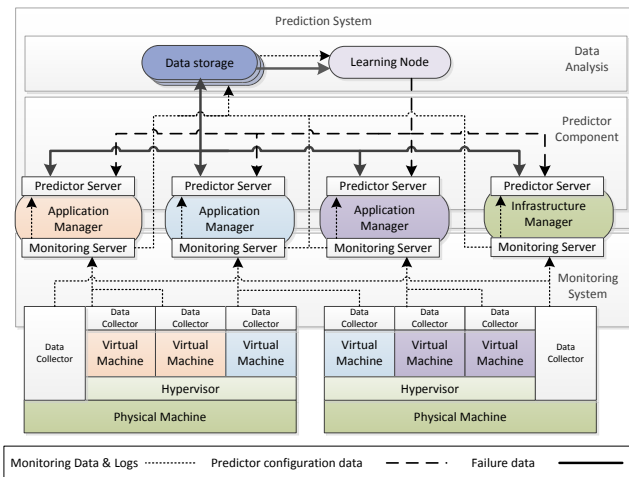 Prediction System
Data storage
Learning Node
Data
Analysis
Predictor
Component
Predictor Server
Predictor Server
Predictor Server
Predictor Server
Application
Manager
Application
Manager
Application
Manager
Infrastructure
Manager
Monitoring Server
Monitoring Server
Monitoring Server
Monitoring Server
Monitoring
System
Data
Collector
Data
Collector
Data
Collector
Data
Collector
Virtual
Machine
Virtual
Machine
Virtual
Machine
Hypervisor
Physical Machine
Data
Collector
Data
Collector
Data
Collector
Data
Collector
Virtual
Machine
Virtual
Machine
Virtual
Machine
Hypervisor
Physical Machine
Monitoring Data & Logs
Predictor configuration data
Failure data